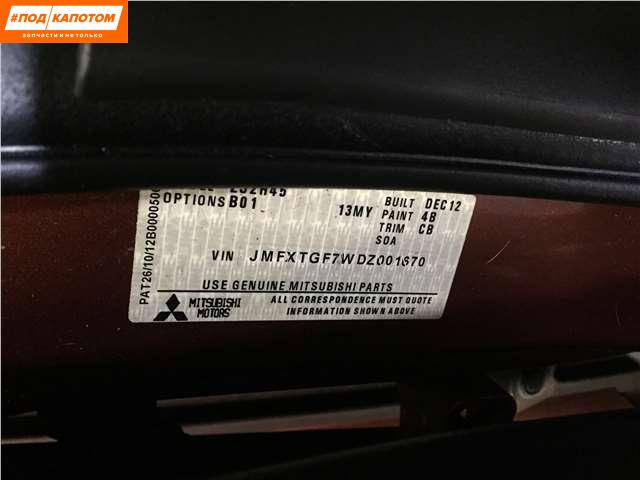 #ПОД КАПОТОМ
запчасти и не только
OPTIONS B01
BUILT DEC12
13MY PAINT 4B
TRIM CB
SOA
VIN JMFXTGF7WDZ001670
USE GENUINE MITSUBISHI PARTS
MITSUBISHI MOTORS
ALL CORRESPONDENCE MUST QUOTE
INFORMATION SHOWN ABOVE